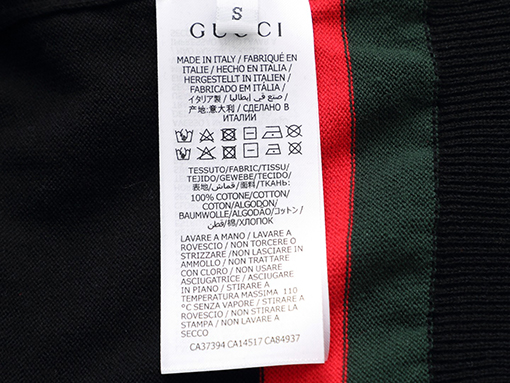 S
GUCCI
MADE IN ITALY / FABRIQUÉ EN
ITALIE / HECHO EN ITALIA /
HERGESTELLT IN ITALIEN /
FABRICADO EM ITÁLIA /
イタリア製 / صنع في إيطاليا /
产地:意大利 / СДЕЛАНО В
ИТАЛИИ
TESSUTO/FABRIC/TISSU/
TEJIDO/GEWEBE/TECIDO/
表地/قماش/面料/ТКАНЬ
100% COTONE/COTTON/
COTON/ALGODON/
BAUMWOLLE/ALGODÃO/コットン/
قطن/棉/ХЛОПОК
LAVARE A MANO / LAVARE A
ROVESCIO / NON TORCERE O
STRIZZARE / NON LASCIARE IN
AMMOLLO / NON TRATTARE
CON CLORO / NON USARE
ASCIUGATRICE / ASCIUGARE
IN PIANO / STIRARE A
TEMPERATURA MASSIMA 110
°C SENZA VAPORE / STIRARE A
ROVESCIO / NON STIRARE LA
STAMPA / NON LAVARE A
SECCO
CA37394 CA14517 CA84937